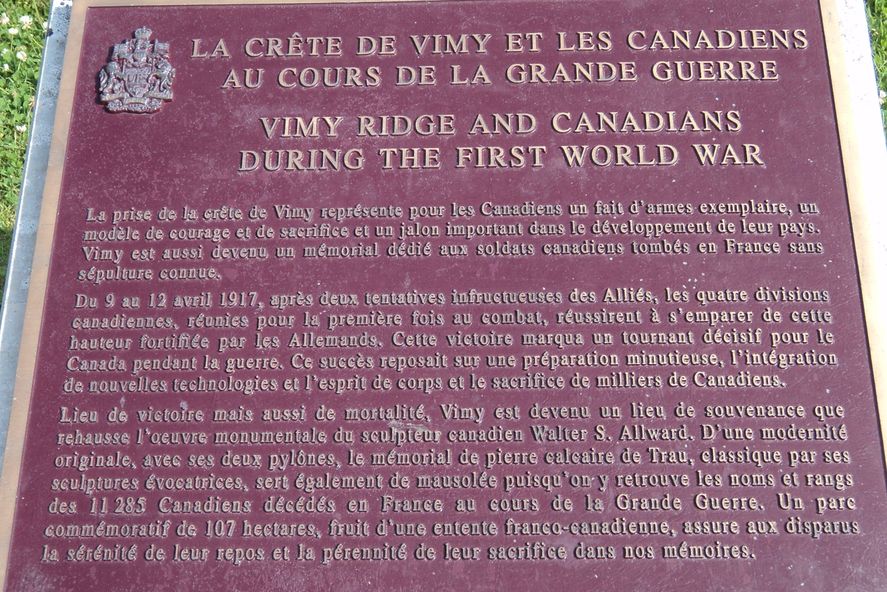 LA CRÊTE DE VIMY ET LES CANADIENS
AU COURS DE LA GRANDE GUERRE
VIMY RIDGE AND CANADIANS
DURING THE FIRST WORLD WAR
La prise de la crête de Vimy représente pour les Canadiens un fait d'armes exemplaire, un
modèle de courage et de sacrifice et un jalon important dans le développement de leur pays.
Vimy est aussi devenu un mémorial dédié aux soldats canadiens tombés en France sans
sépulture connue.
Du 9 au 12 avril 1917, après deux tentatives infructueuses des Alliés, les quatre divisions
canadiennes, réunies pour la première fois au combat, réussirent à s'emparer de cette
hauteur fortifiée par les Allemands. Cette victoire marqua un tournant décisif pour le
Canada pendant la guerre. Ce succès reposait sur une préparation minutieuse, l'intégration
de nouvelles technologies et l'esprit de corps et le sacrifice de milliers de Canadiens.
Lieu de victoire mais aussi de mortalité, Vimy est devenu un lieu de souvenance que
rehausse l'oeuvre monumentale du sculpteur canadien Walter S. Allward. D'une modernité
originale, avec ses deux pylônes, le mémorial de pierre calcaire de Trau, classique par ses
sculptures évocatrices, sert également de mausolée puisqu'on y retrouve les noms et rangs
des 11 285 Canadiens décédés en France au cours de la Grande Guerre. Un parc
commémoratif de 107 hectares, fruit d'une entente franco-canadienne, assure aux disparus
la sérénité de leur repos et la pérennité de leur sacrifice dans nos mémoires.